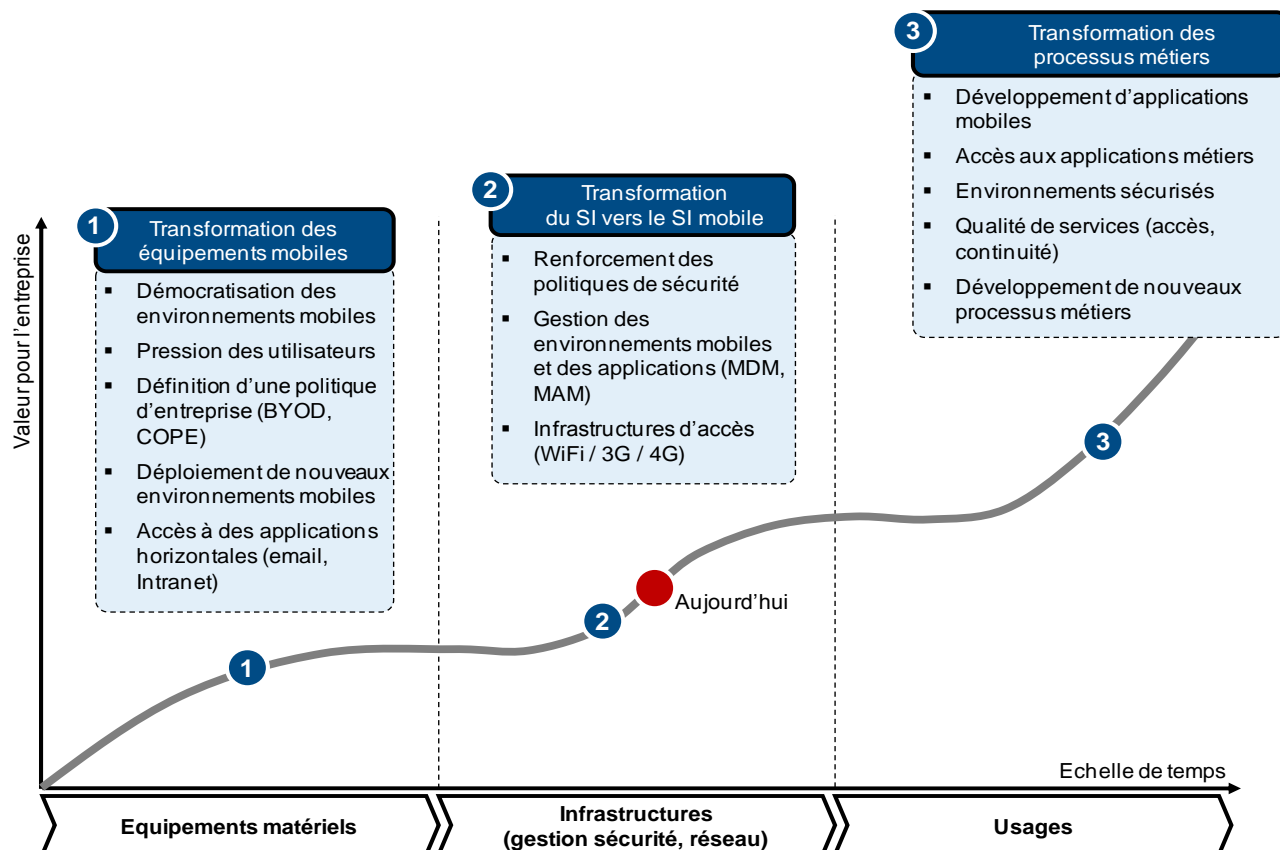 Valeur pour l'entreprise
1
Transformation des
équipements mobiles
▪ Démocratisation des
environnements mobiles
▪ Pression des utilisateurs
▪ Définition d'une politique
d'entreprise (BYOD,
COPE)
▪ Déploiement de nouveaux
environnements mobiles
▪ Accès à des applications
horizontales (email,
Intranet)
2
Transformation
du SI vers le SI mobile
▪ Renforcement des
politiques de sécurité
▪ Gestion des
environnements mobiles
et des applications (MDM,
MAM)
▪ Infrastructures d'accès
(WiFi / 3G / 4G)
3
Transformation des
processus métiers
▪ Développement d'applications
mobiles
▪ Accès aux applications métiers
▪ Environnements sécurisés
▪ Qualité de services (accès,
continuité)
▪ Développement de nouveaux
processus métiers
1
2
Aujourd'hui
3
Echelle de temps
Equipements matériels
Infrastructures
(gestion sécurité, réseau)
Usages